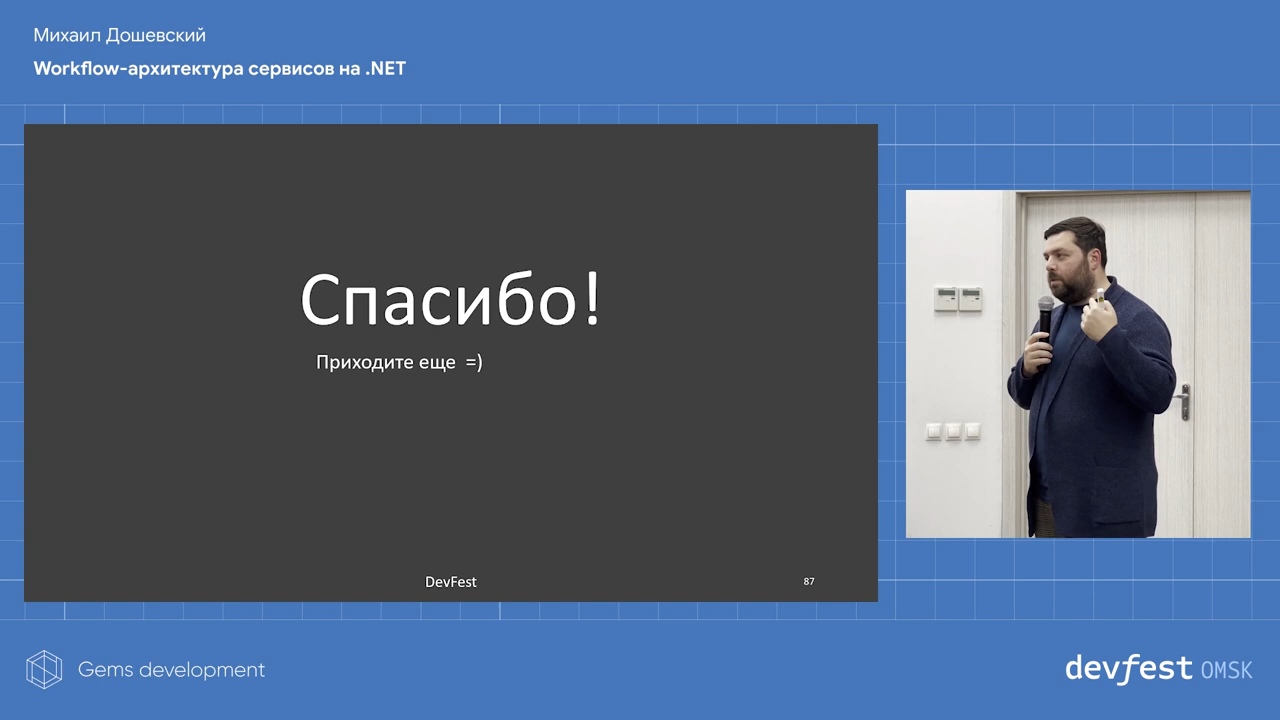 Михаил Дошевский
Workflow-архитектура сервисов на .NET
Спасибо!
Приходите еще =)
DevFest
87
Gems development
devfest OMSK